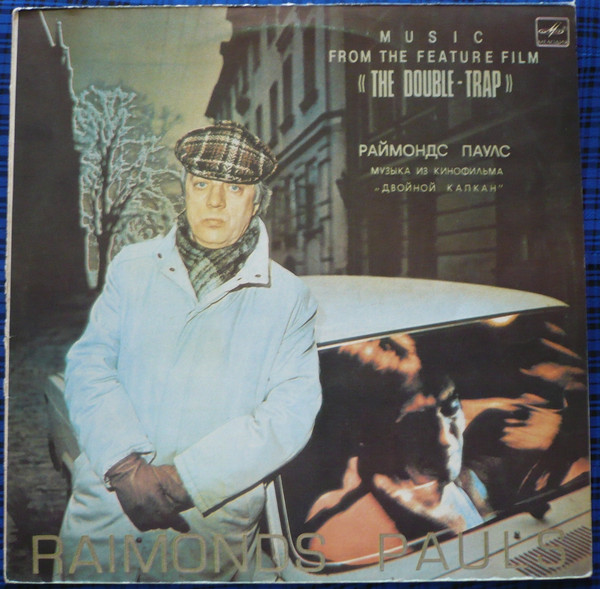 MUSIC
FROM THE FEATURE FILM
«THE DOUBLE-TRAP»
РАЙМОНДС ПАУЛС
МУЗЫКА ИЗ КИНОФИЛЬМА
„ДВОЙНОЙ КАПКАН“
RAIMONDS PAULS